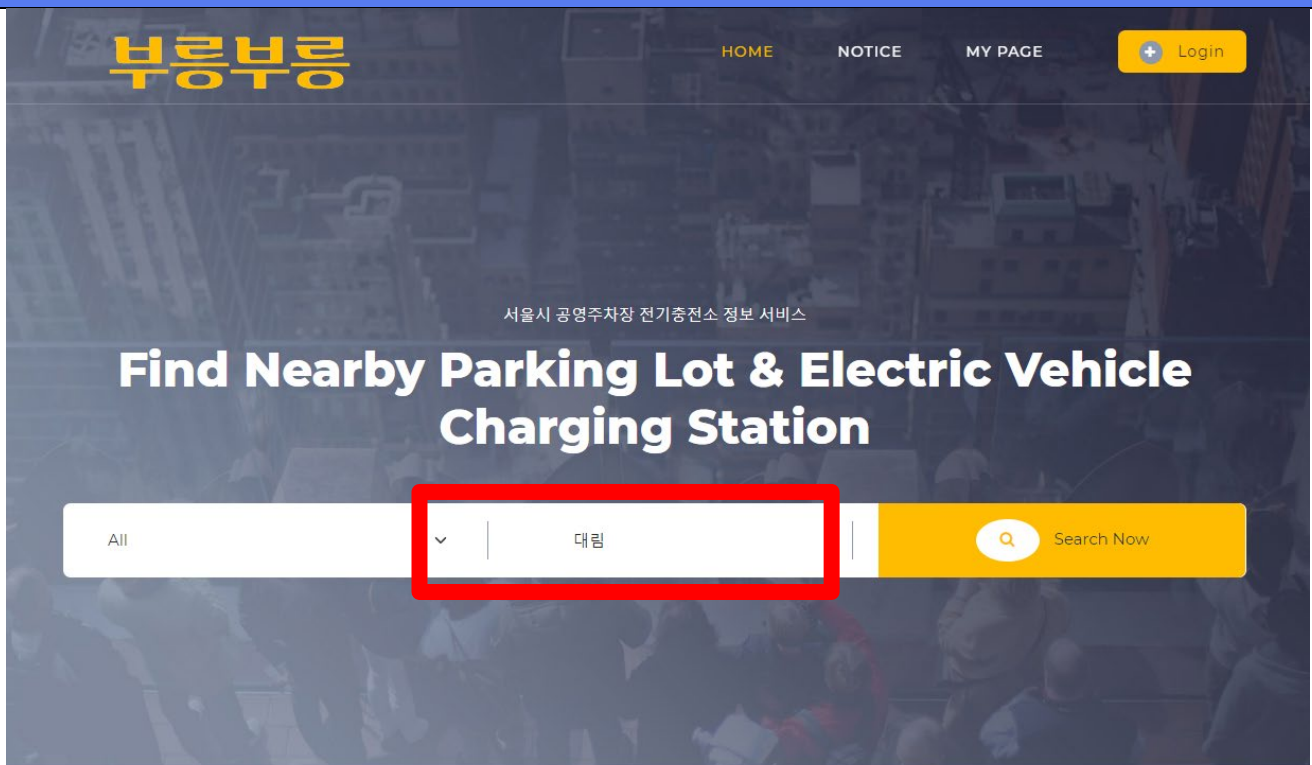 부릉부릉
HOME NOTICE MY PAGE Login
서울시 공영주차장 전기충전소 정보 서비스
Find Nearby Parking Lot & Electric Vehicle
Charging Station
All 대림 Search Now